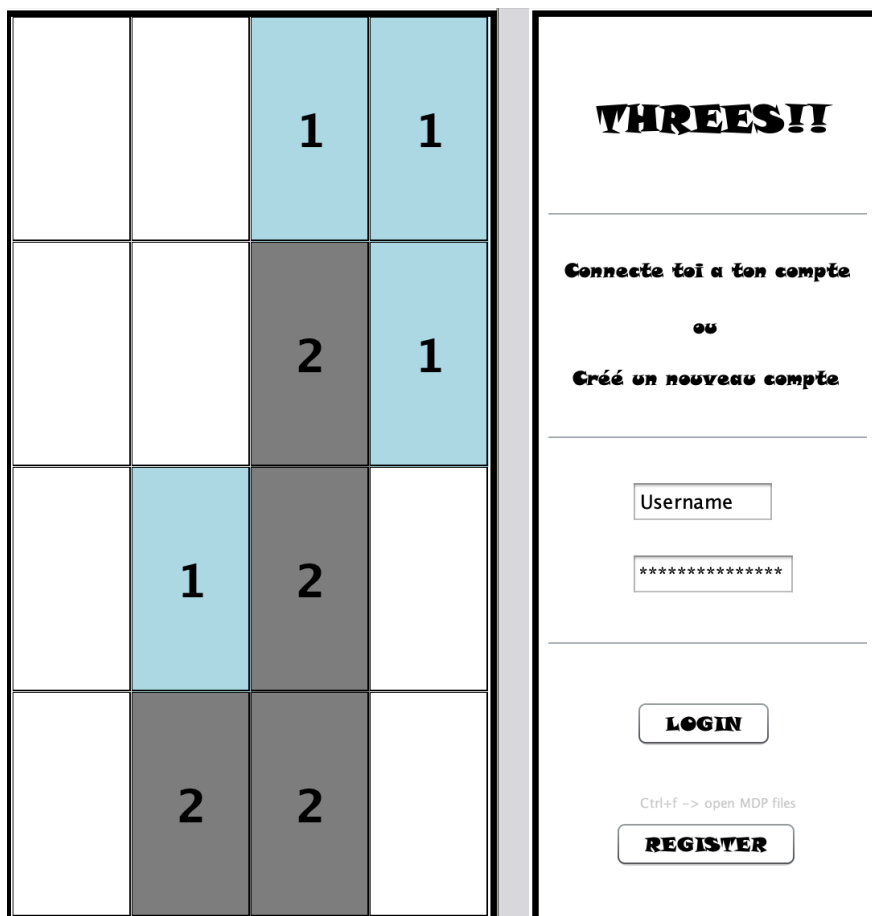 1 1
2 1
1 2
2 2
THREES!!
Connecte toi a ton compte
ou
Créé un nouveau compte
Username
***************
LOGIN
Ctrl+f -> open MDP files
REGISTER